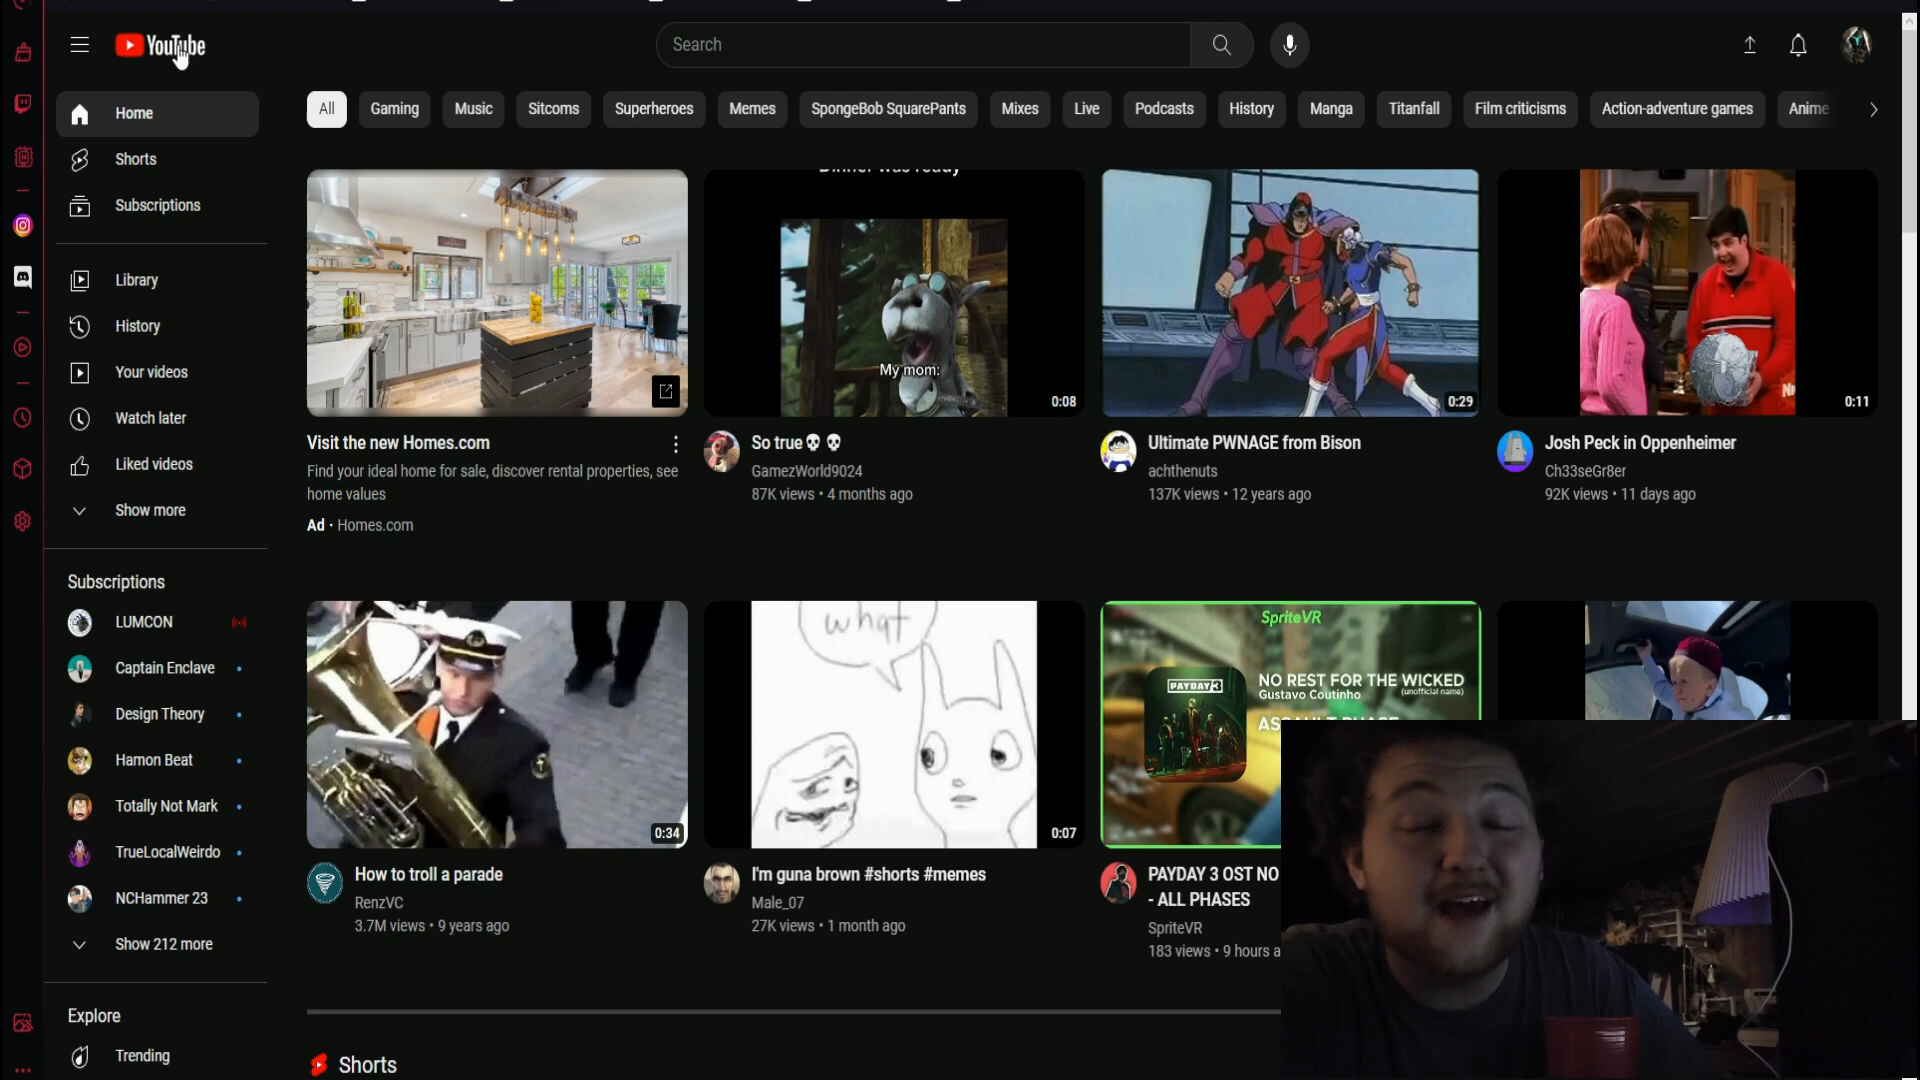 YouTube
Search
Home
Shorts
Subscriptions
Library
History
Your videos
Watch later
Liked videos
Show more
Subscriptions
LUMCON
Captain Enclave
Design Theory
Hamon Beat
Totally Not Mark
TrueLocalWeirdo
NCHammer 23
Show 212 more
Explore
Trending
All Gaming Music Sitcoms Superheroes Memes SpongeBob SquarePants Mixes Live Podcasts History Manga Titanfall Film criticisms Action-adventure games Anime
Visit the new Homes.com
Find your ideal home for sale, discover rental properties, see
home values
Ad · Homes.com
Dinner was ready
My mom:
0:08
So true💀💀
GamezWorld9024
87K views • 4 months ago
0:29
Ultimate PWNAGE from Bison
achthenuts
137K views • 12 years ago
0:11
Josh Peck in Oppenheimer
Ch33seGr8er
92K views • 11 days ago
0:34
How to troll a parade
RenzVC
3.7M views • 9 years ago
what
0:07
I'm guna brown #shorts #memes
Male_07
27K views • 1 month ago
SpriteVR
PAYDAY 3
NO REST FOR THE WICKED
Gustavo Coutinho (unofficial name)
PAYDAY 3 OST NO
- ALL PHASES
SpriteVR
183 views • 9 hours a
Shorts